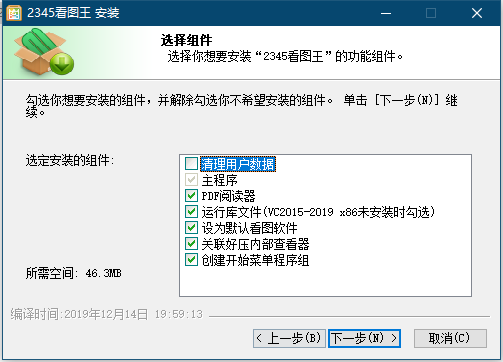 2345看图王 安装
选择组件
选择你想要安装“2345看图王”的功能组件。
勾选你想要安装的组件，并解除勾选你不希望安装的组件。 单击 [下一步(N)] 继
续。
选定安装的组件:
清理用户数据
主程序
PDF阅读器
运行库文件(VC2015-2019 x86未安装时勾选)
设为默认看图软件
关联好压内部查看器
创建开始菜单程序组
所需空间: 46.3MB
编译时间:2019年12月14日 19:59:13
< 上一步(B)
下一步(N) >
取消(C)